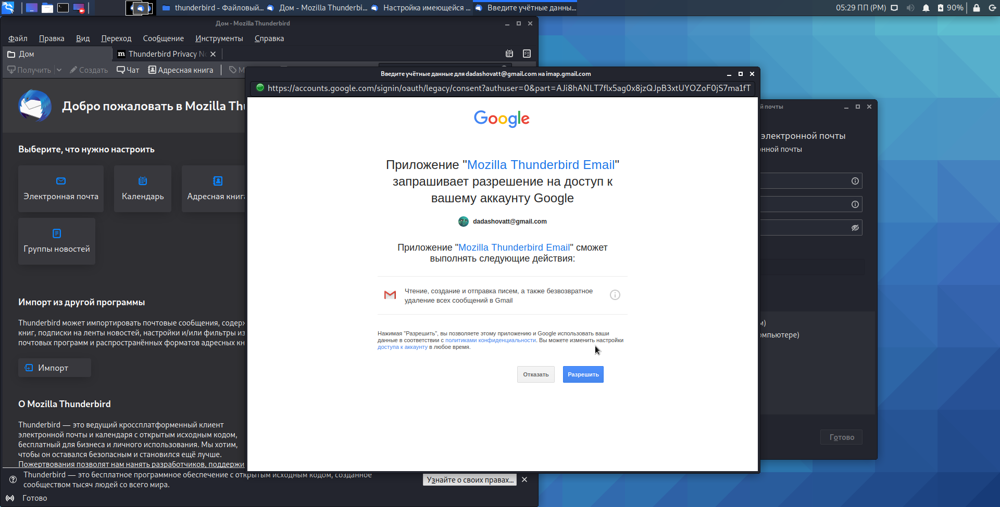 thunderbird - Файловый...
Дом - Mozilla Thunderbi...
Настройка имеющейся ...
Введите учётные данны...
05:29 ПП (PM)
90%
Дом - Mozilla Thunderbird
Файл Правка Вид Переход Сообщение Инструменты Справка
Дом
Thunderbird Privacy No
Получить Создать Чат Адресная книга
Добро пожаловать в Mozilla Thu
Выберите, что нужно настроить
Электронная почта
Календарь
Адресная книга
Группы новостей
Импорт из другой программы
Thunderbird может импортировать почтовые сообщения, содерж
книг, подписки на ленты новостей, настройки и/или фильтры из
почтовых программ и распространённых форматов адресных кн
Импорт
О Mozilla Thunderbird
Thunderbird — это ведущий кроссплатформенный клиент
электронной почты и календаря с открытым исходным кодом,
бесплатный для бизнеса и личного использования. Мы хотим,
чтобы он оставался безопасным и становился ещё лучше.
Пожертвования позволят нам нанять разработчиков, поддержи
Thunderbird — это бесплатное программное обеспечение с открытым исходным кодом, созданное
сообществом тысяч людей со всего мира.
Узнайте о своих правах...
Готово
Введите учётные данные для dadashovatt@gmail.com на imap.gmail.com
https://accounts.google.com/signin/oauth/legacy/consent?authuser=0&part=AJi8hANLT7flx5ag0x8jzQJpB3xtUYOZoF0jS7ma1fT
Google
Приложение "Mozilla Thunderbird Email"
запрашивает разрешение на доступ к
вашему аккаунту Google
dadashovatt@gmail.com
Приложение "Mozilla Thunderbird Email" сможет
выполнять следующие действия:
Чтение, создание и отправка писем, а также безвозвратное
удаление всех сообщений в Gmail
Нажимая "Разрешить", вы позволяете этому приложению и Google использовать ваши
данные в соответствии с политиками конфиденциальности. Вы можете изменить настройки
доступа к аккаунту в любое время.
Отказать
Разрешить
й почты
электронной почты
нной почты
м)
омпьютере)
Готово